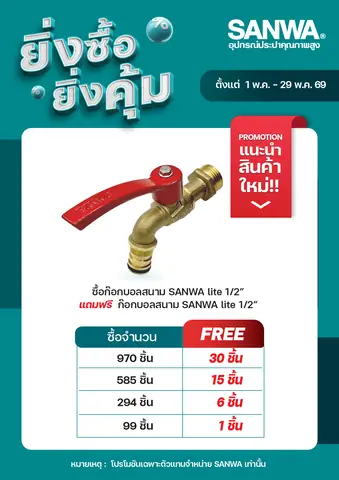 ยิ่งซื้อ
ยิ่งคุ้ม
SANWA®
อุปกรณ์ประปาคุณภาพสูง
ตั้งแต่ 1 พ.ค. - 29 พ.ค. 69
PROMOTION
แนะนำ
สินค้า
ใหม่!!
SANWA
ซื้อก๊อกบอลสนาม SANWA lite 1/2"
แถมฟรี ก๊อกบอลสนาม SANWA lite 1/2"
ซื้อจำนวน FREE
970 ชิ้น 30 ชิ้น
585 ชิ้น 15 ชิ้น
294 ชิ้น 6 ชิ้น
99 ชิ้น 1 ชิ้น
หมายเหตุ : โปรโมชันเฉพาะตัวแทนจำหน่าย SANWA เท่านั้น